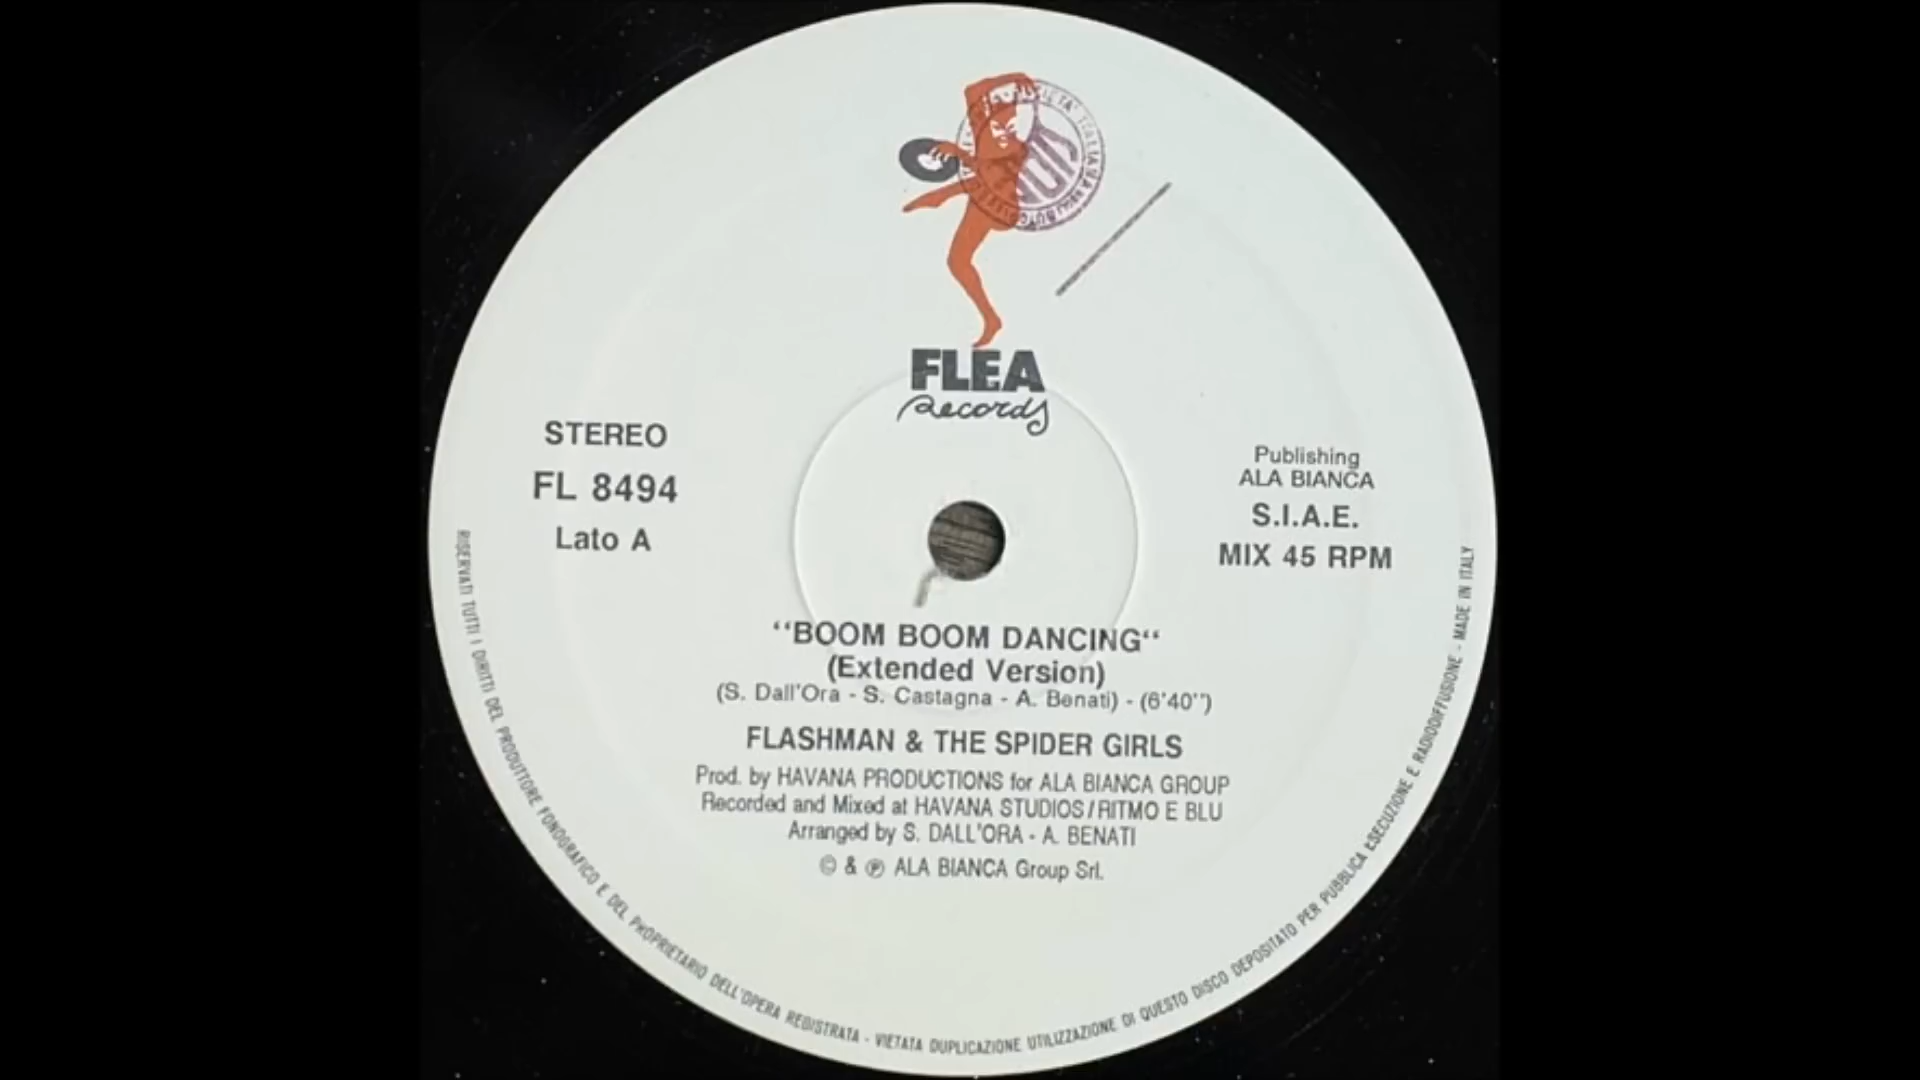 FLEA
Records
STEREO
FL 8494
Lato A
Publishing
ALA BIANCA
S.I.A.E.
MIX 45 RPM
“BOOM BOOM DANCING“
(Extended Version)
(S. Dall'Ora - S. Castagna - A. Benati) - (6'40'')
FLASHMAN & THE SPIDER GIRLS
Prod. by HAVANA PRODUCTIONS for ALA BIANCA GROUP
Recorded and Mixed at HAVANA STUDIOS/RITMO E BLU
Arranged by S. DALL'ORA - A. BENATI
© & ℗ ALA BIANCA Group Srl.
RISERVATI TUTTI I DIRITTI DEL PRODUTTORE FONOGRAFICO E DEL PROPRIETARIO DELL'OPERA REGISTRATA - VIETATA DUPLICAZIONE UTILIZZAZIONE DI QUESTO DISCO DEPOSITATO PER PUBBLICA ESECUZIONE E RADIODIFFUSIONE - MADE IN ITALY